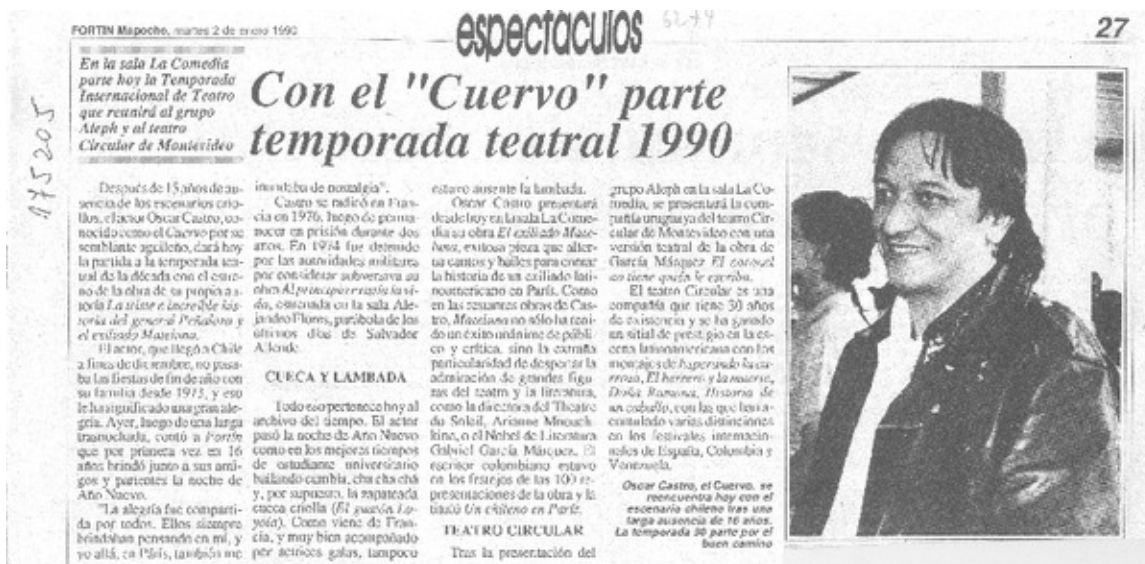 FORTIN Mapocho, martes 2 de enero 1990
espectáculos
6274
27
175205
En la sala La Comedia
parte hoy la Temporada
Internacional de Teatro
que reunirá al grupo
Aleph y al teatro
Circular de Montevideo
Con el "Cuervo" parte
temporada teatral 1990
Después de 15 años de au-
sencia de los escenarios crio-
llos, el actor Oscar Castro, co-
nocido como el Cuervo por su
semblante aguileño, dará hoy
la partida a la temporada tea-
tral de la década con el estre-
no de la obra de su propia au-
toría La triste e increíble his-
toria del general Peñaloza y
el exiliado Mateluna.
El actor, que llegó a Chile
a fines de diciembre, no pasa-
ba las fiestas de fin de año con
su familia desde 1973, y eso
le ha significado una gran ale-
gría. Ayer, luego de una larga
trasnochada, contó a Fortín
que por primera vez en 16
años brindó junto a sus ami-
gos y parientes la noche de
Año Nuevo.
"La alegría fue comparti-
da por todos. Ellos siempre
brindaban pensando en mí, y
yo allá, en París, también me
inundaba de nostalgia".
Castro se radicó en Fran-
cia en 1976, luego de perma-
necer en prisión durante dos
años. En 1974 fue detenido
por las autoridades militares
por considerar subversiva su
obra Al principio existía la vi-
da, estrenada en la sala Ale-
jandro Flores, parábola de los
últimos días de Salvador
Allende.
CUECA Y LAMBADA
Todo eso pertenece hoy al
archivo del tiempo. El actor
pasó la noche de Año Nuevo
como en los mejores tiempos
de estudiante universitario
bailando cumbia, cha cha chá
y, por supuesto, la zapateada
cueca criolla (El guatón Lo-
yola). Como viene de Fran-
cia, y muy bien acompañado
por actrices galas, tampoco
estuvo ausente la lambada.
Oscar Castro presentará
desde hoy en la sala La Come-
dia su obra El exiliado Mate-
luna, exitosa pieza que alter-
na cantos y bailes para contar
la historia de un exiliado lati-
noamericano en París. Como
en las restantes obras de Cas-
tro, Mateluna no sólo ha teni-
do un éxito unánime de públi-
co y crítica, sino la extraña
particularidad de despertar la
admiración de grandes figu-
ras del teatro y la literatura,
como la directora del Theatre
du Soleil, Arianne Mnouch-
kine, o el Nobel de Literatura
Gabriel García Márquez. El
escritor colombiano estuvo
en los festejos de las 100 re-
presentaciones de la obra y la
tituló Un chileno en París.
TEATRO CIRCULAR
Tras la presentación del
grupo Aleph en la sala La Co-
media, se presentará la com-
pañía uruguaya del teatro Cir-
cular de Montevideo con una
versión teatral de la obra de
García Márquez El coronel
no tiene quién le escriba.
El teatro Circular es una
compañía que tiene 30 años
de existencia y se ha ganado
un sitial de prestigio en la es-
cena latinoamericana con los
montajes de Esperando la ca-
rroza, El herrero y la muerte,
Doña Ramona, Historia de
un caballo, con las que han a-
cumulado varias distinciones
en los festivales internacio-
nales de España, Colombia y
Venezuela.
Oscar Castro, el Cuervo, se
reencuentra hoy con el
escenario chileno tras una
larga ausencia de 16 años.
La temporada 90 parte por el
buen camino